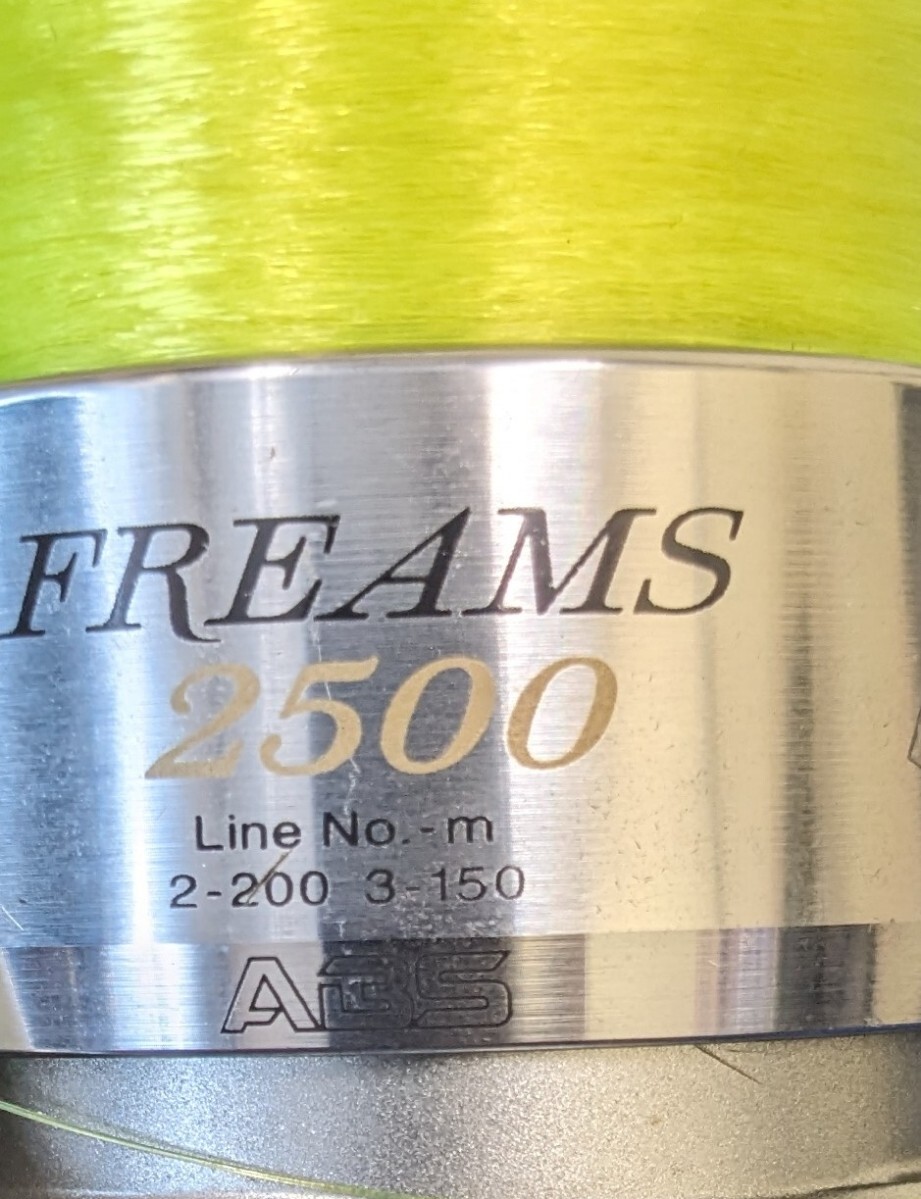 FREAMS
2500
Line No.-m
2-200 3-150
ABS